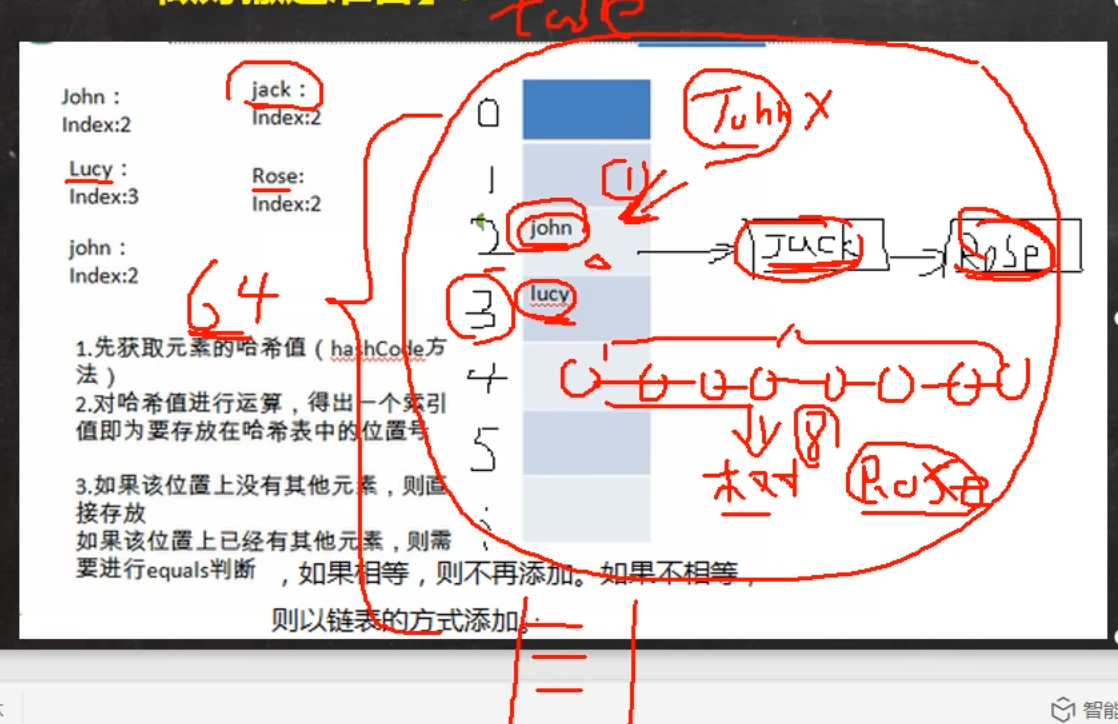 table
John：
Index:2
jack：
Index:2
Lucy：
Index:3
Rose:
Index:2
john：
Index:2
64
1.先获取元素的哈希值（hashCode方
法）
2.对哈希值进行运算，得出一个索引
值即为要存放在哈希表中的位置号
3.如果该位置上没有其他元素，则直
接存放
如果该位置上已经有其他元素，则需
要进行equals判断 ，如果相等，则不再添加。如果不相等，
则以链表的方式添加。
0
1
2
3
4
5
john
lucy
John X
1
Jack
Rose
8
Rose
智能